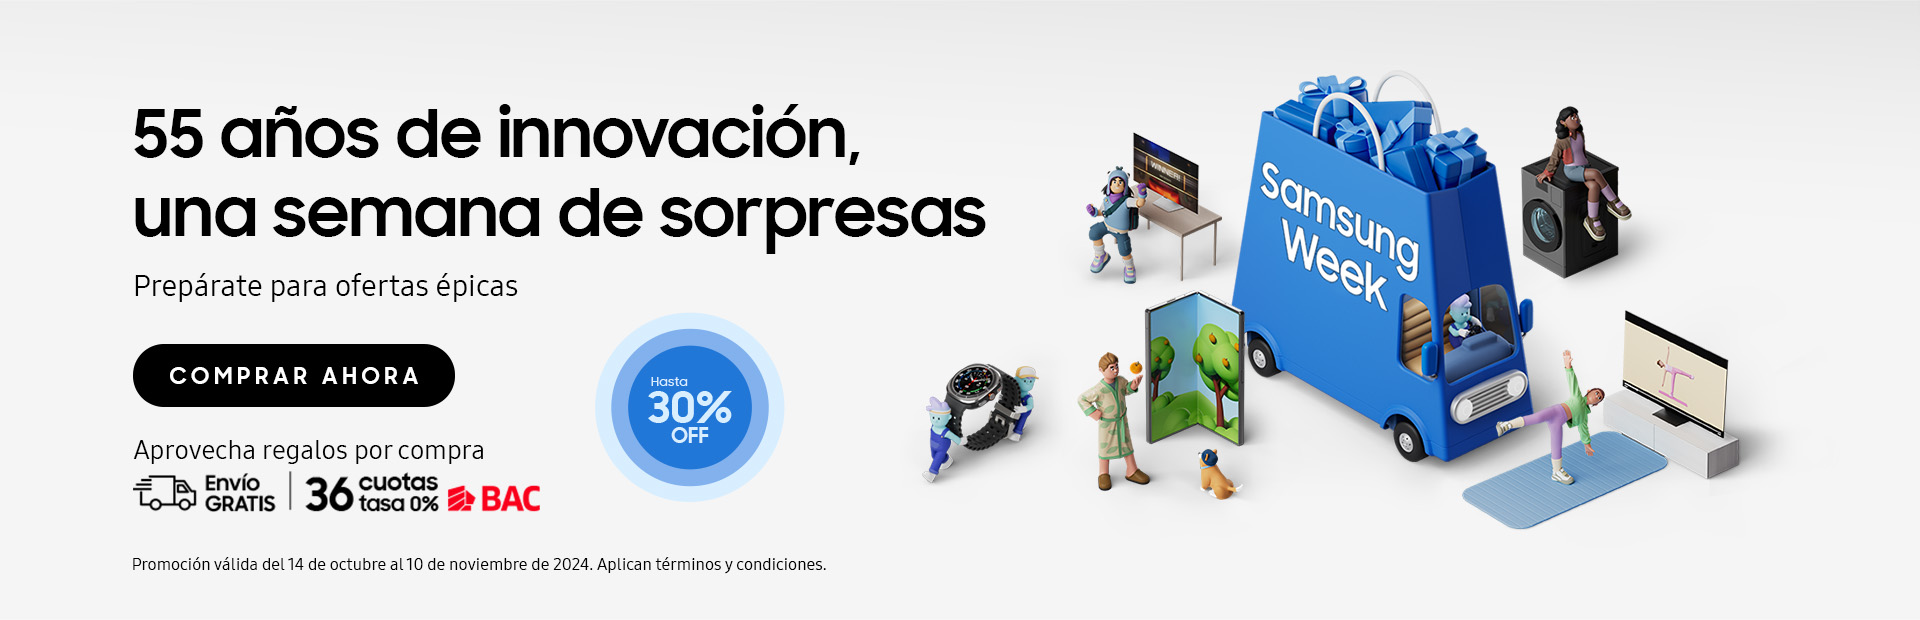 55 años de innovación,
una semana de sorpresas
Prepárate para ofertas épicas
COMPRAR AHORA
Hasta
30%
OFF
Aprovecha regalos por compra
Envío
GRATIS
36 cuotas
tasa 0%
BAC
Promoción válida del 14 de octubre al 10 de noviembre de 2024. Aplican términos y condiciones.
WINNER!
Samsung
Week